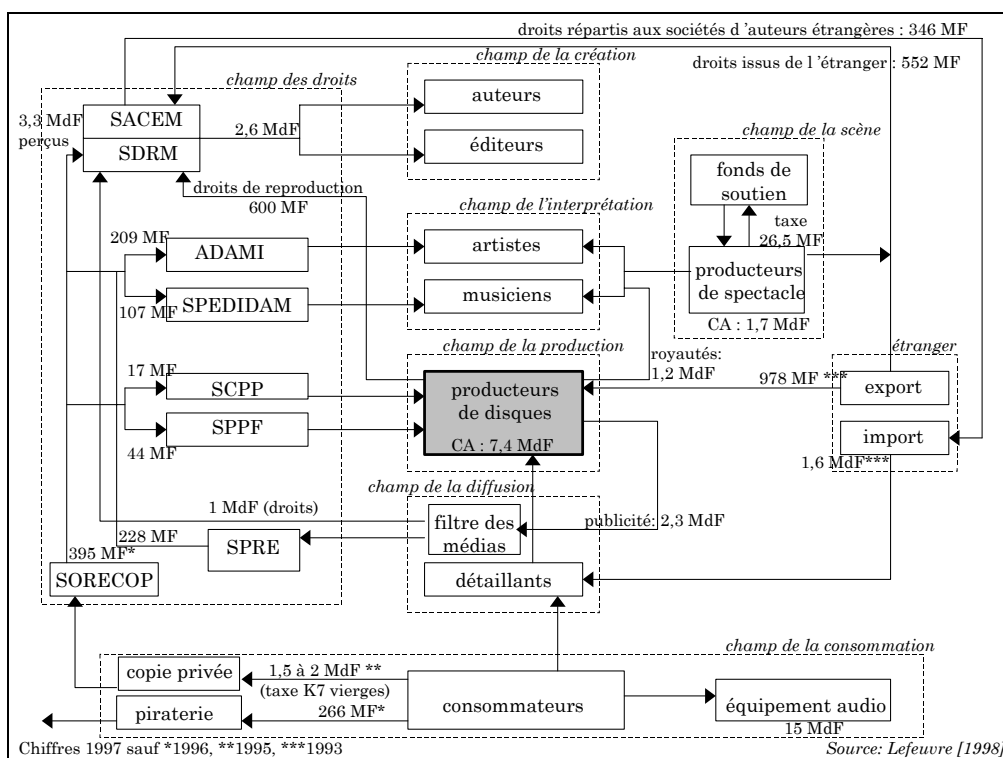 droits répartis aux sociétés d 'auteurs étrangères : 346 MF
champ de la création
droits issus de l 'étranger : 552 MF
champ des droits
auteurs
3,3 MdF
perçus
SACEM
2,6 MdF
SDRM
éditeurs
champ de la scène
fonds de
soutien
droits de reproduction
600 MF
champ de l'interprétation
taxe
26,5 MF
209 MF
ADAMI
artistes
producteurs
de spectacle
CA : 1,7 MdF
107 MF
SPEDIDAM
musiciens
champ de la production
royautés:
1,2 MdF
étranger
17 MF
SCPP
producteurs
de disques
CA : 7,4 MdF
978 MF ***
export
SPPF
44 MF
import
1,6 MdF***
champ de la diffusion
1 MdF (droits)
filtre des
médias
publicité: 2,3 MdF
228 MF
SPRE
395 MF*
SORECOP
détaillants
champ de la consommation
copie privée
1,5 à 2 MdF **
(taxe K7 vierges)
consommateurs
équipement audio
15 MdF
piraterie
266 MF*
Chiffres 1997 sauf *1996, **1995, ***1993
Source: Lefeuvre [1998]